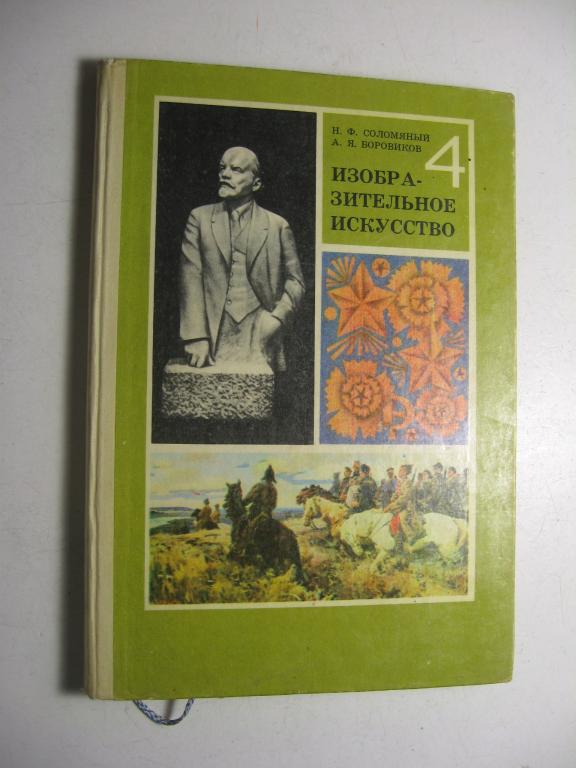 Н. Ф. СОЛОМЯНЫЙ
А. Я. БОРОВИКОВ
4
ИЗОБРА-
ЗИТЕЛЬНОЕ
ИСКУССТВО